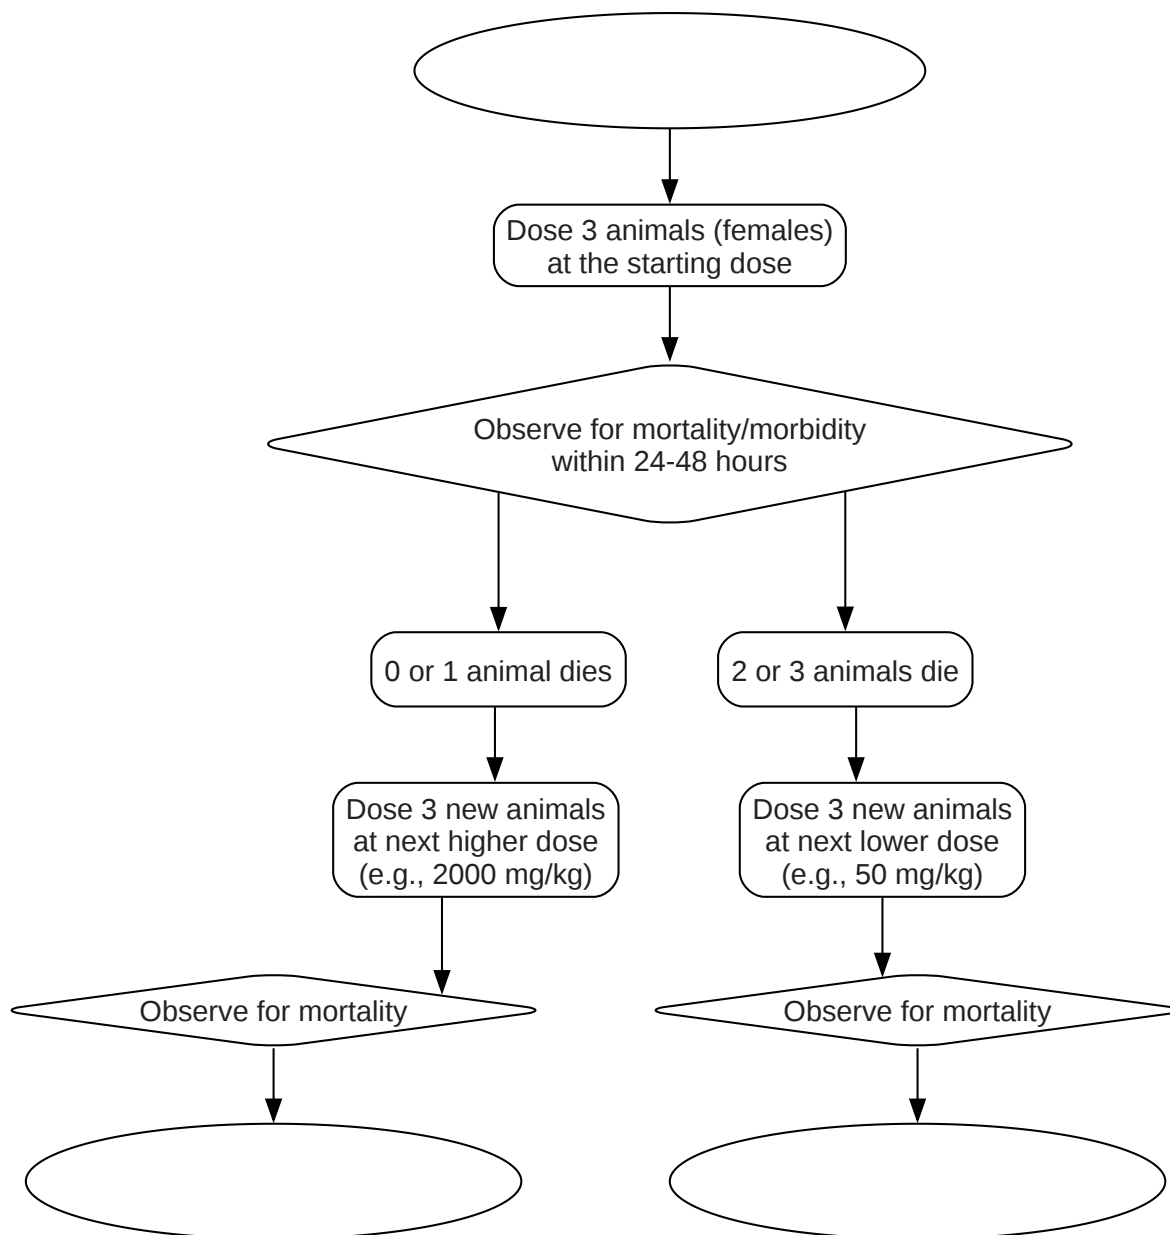 Dose 3 animals (females)
at the starting dose
Observe for mortality/morbidity
within 24-48 hours
0 or 1 animal dies
2 or 3 animals die
Dose 3 new animals
at next higher dose
(e.g., 2000 mg/kg)
Dose 3 new animals
at next lower dose
(e.g., 50 mg/kg)
Observe for mortality
Observe for mortality